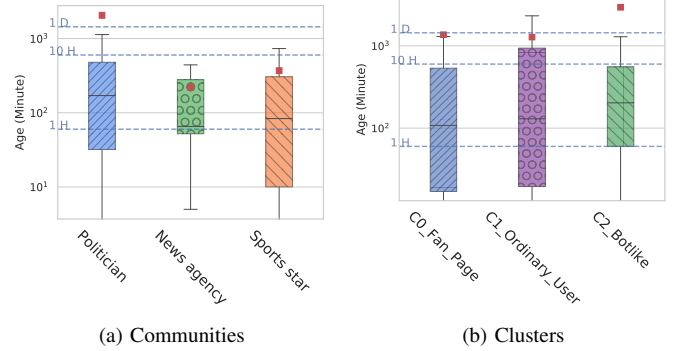 1 D
10³
10 H
Age (Minute)
10²
1 H
10¹
Politician
News agency
Sports star
(a) Communities
1 D
10³
10 H
Age (Minute)
10²
1 H
C0_Fan_Page
C1_Ordinary_User
C2_Botlike
(b) Clusters